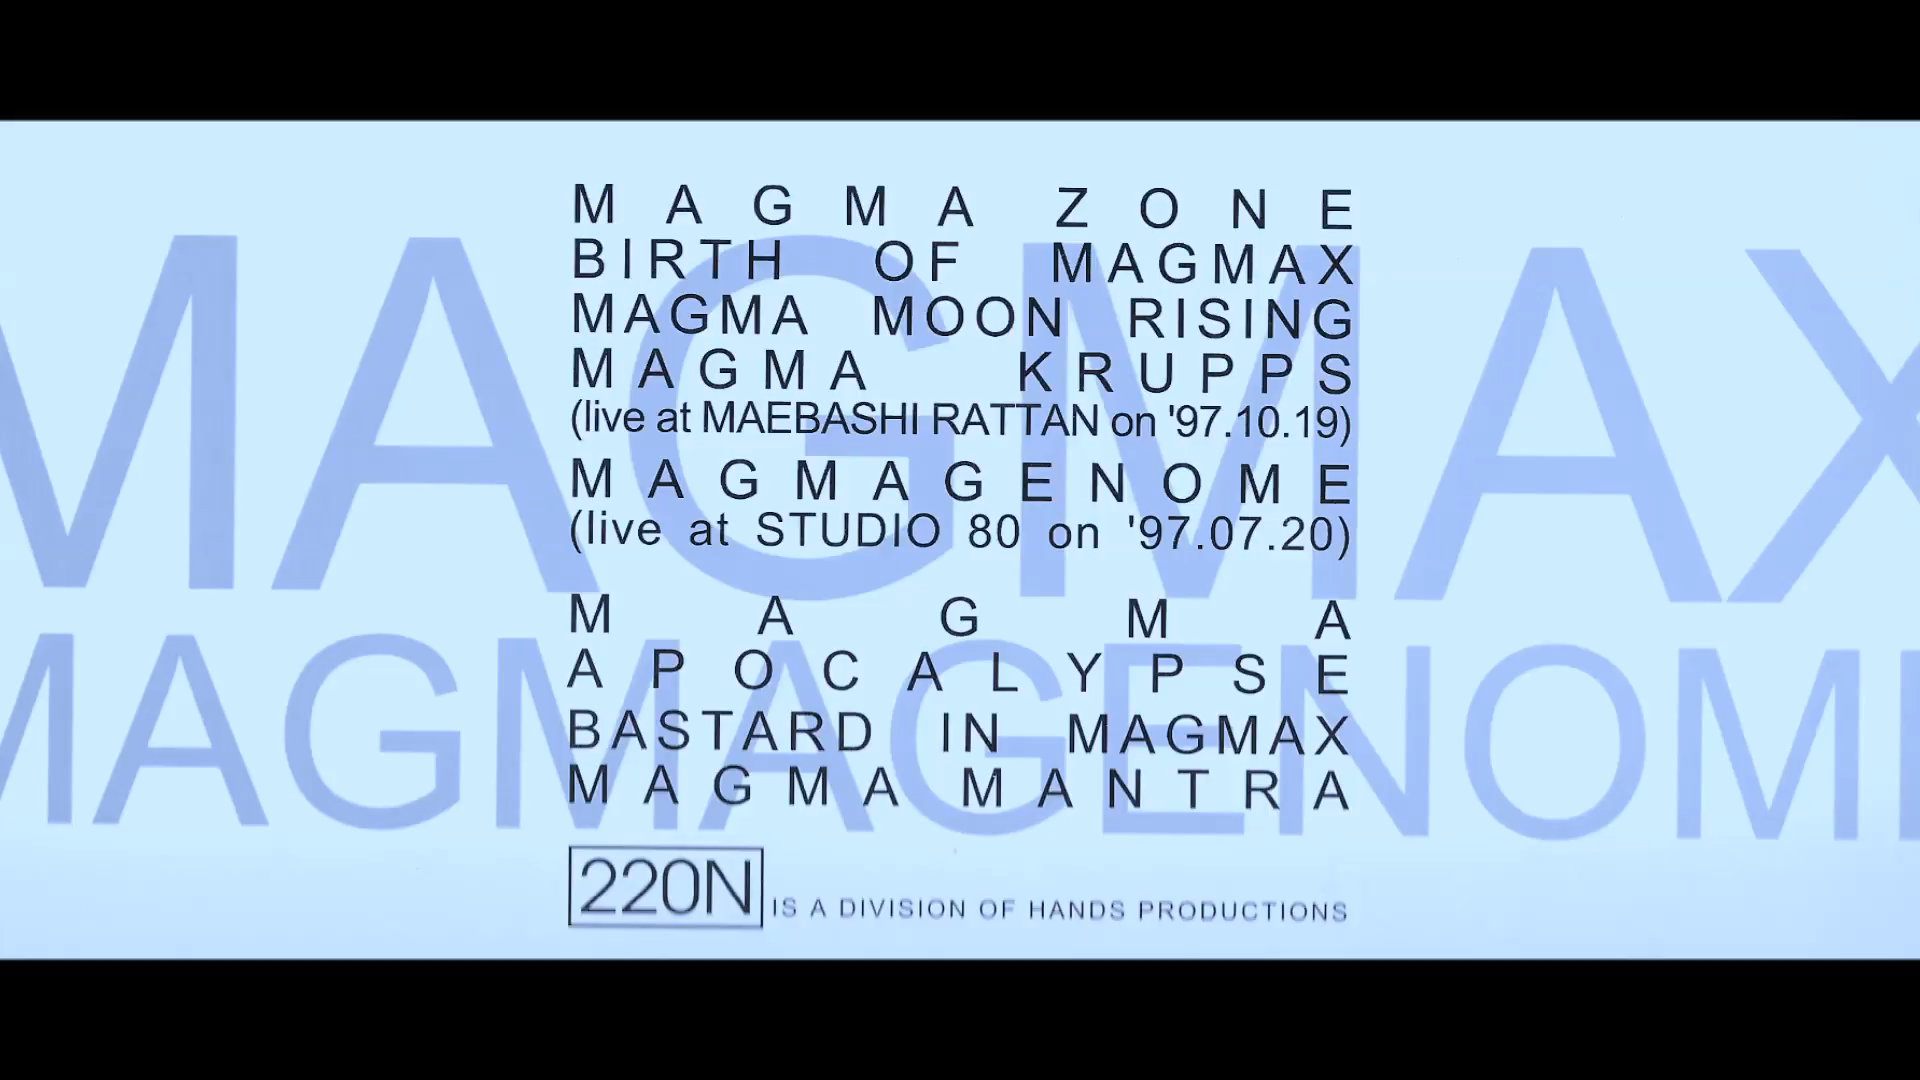 MAGMA ZONE
BIRTH OF MAGMAX
MAGMA MOON RISING
MAGMA KRUPPS
(live at MAEBASHI RATTAN on '97.10.19)
MAGMAGENOME
(live at STUDIO 80 on '97.07.20)
MAGMA
APOCALYPSE
BASTARD IN MAGMAX
MAGMA MANTRA
220N IS A DIVISION OF HANDS PRODUCTIONS
MAGMAX
MAGMAGENOME